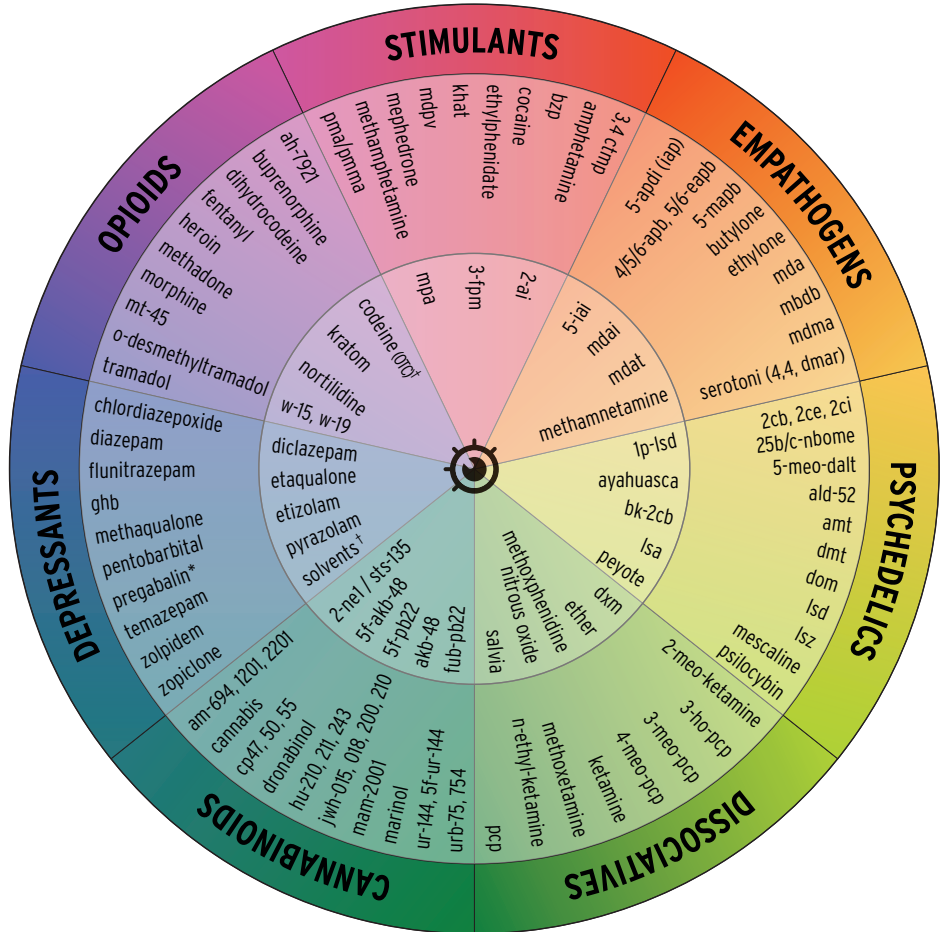 STIMULANTS
pma/pmma
methamphetamine
mephedrone
mdpv
khat
ethylphenidate
cocaine
bzp
amphetamine
3,4 ctmp
mpa
3-fpm
2-ai
EMPATHOGENS
5-apdi (iap)
4/5/6-apb, 5/6-eapb
5-mapb
butylone
ethylone
mda
mbdb
mdma
serotoni (4,4, dmar)
5-iai
mdai
mdat
methamnetamine
PSYCHEDELICS
2cb, 2ce, 2ci
25b/c-nbome
5-meo-dalt
ald-52
amt
dmt
dom
lsd
lsz
mescaline
psilocybin
1p-lsd
ayahuasca
bk-2cb
lsa
peyote
DISSOCIATIVES
2-meo-ketamine
3-ho-pcp
3-meo-pcp
4-meo-pcp
ketamine
methoxetamine
n-ethyl-ketamine
pcp
dxm
ether
methoxphenidine
nitrous oxide
salvia
CANNABINOIDS
am-694, 1201, 2201
cannabis
cp47, 50, 55
dronabinol
hu-210, 211, 243
jwh-015, 018, 200, 210
mam-2001
marinol
ur-144, 5f-ur-144
urb-75, 754
2-ne1 / sts-135
5f-akb-48
5f-pb22
akb-48
fub-pb22
DEPRESSANTS
chlordiazepoxide
diazepam
flunitrazepam
ghb
methaqualone
pentobarbital
pregabalin*
temazepam
zolpidem
zopiclone
diclazepam
etaqualone
etizolam
pyrazolam
solvents †
OPIOIDS
ah-7921
buprenorphine
dihydrocodeine
fentanyl
heroin
methadone
morphine
mt-45
o-desmethyltramadol
tramadol
codeine (OTC)†
kratom
nortilidine
w-15, w-19